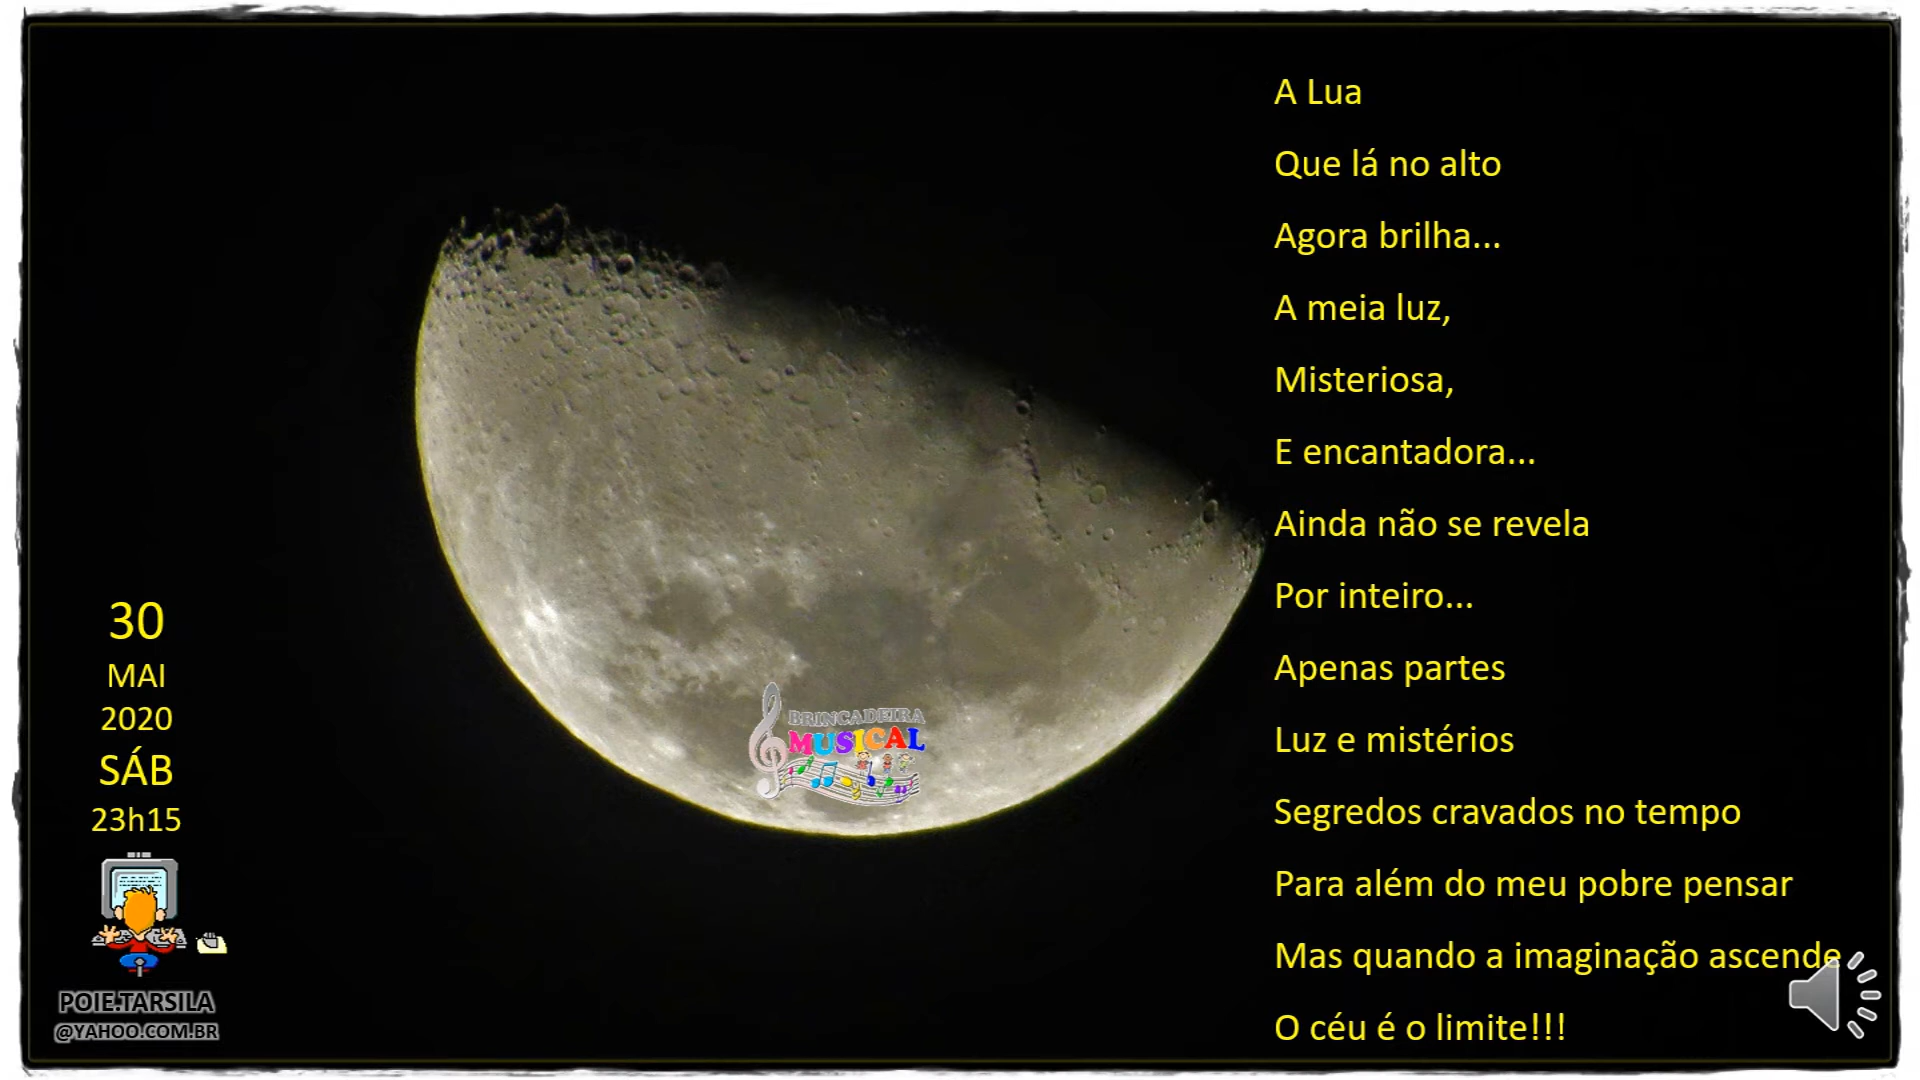 A Lua
Que lá no alto
Agora brilha...
A meia luz,
Misteriosa,
E encantadora...
Ainda não se revela
Por inteiro...
Apenas partes
Luz e mistérios
Segredos cravados no tempo
Para além do meu pobre pensar
Mas quando a imaginação ascende
O céu é o limite!!!
30
MAI
2020
SÁB
23h15
POIE.TARSILA
@YAHOO.COM.BR
BRINCADEIRA
MUSICAL